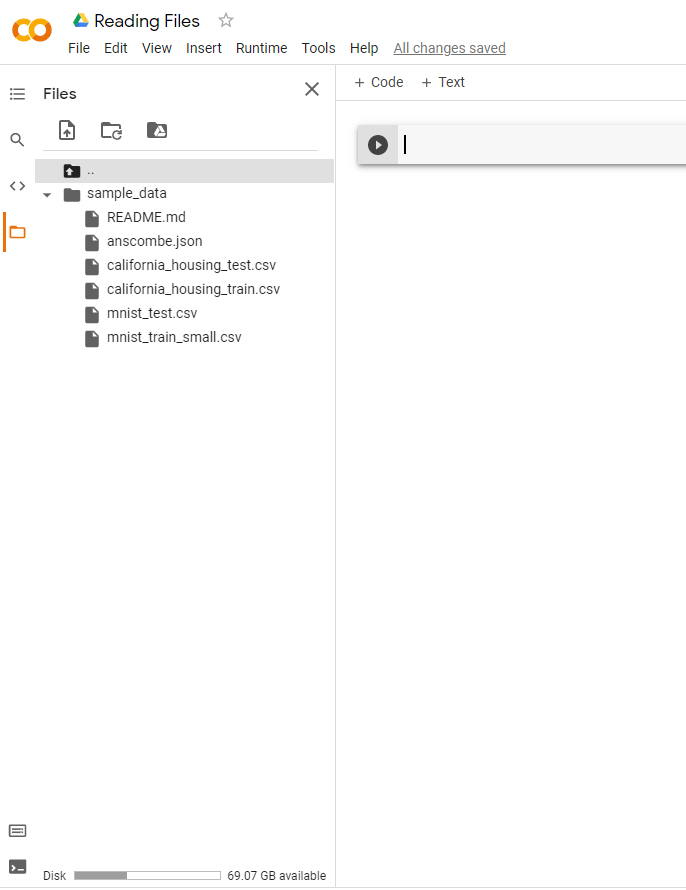 Reading Files
File Edit View Insert Runtime Tools Help All changes saved
Files
+ Code + Text
..
sample_data
README.md
anscombe.json
california_housing_test.csv
california_housing_train.csv
mnist_test.csv
mnist_train_small.csv
Disk 69.07 GB available